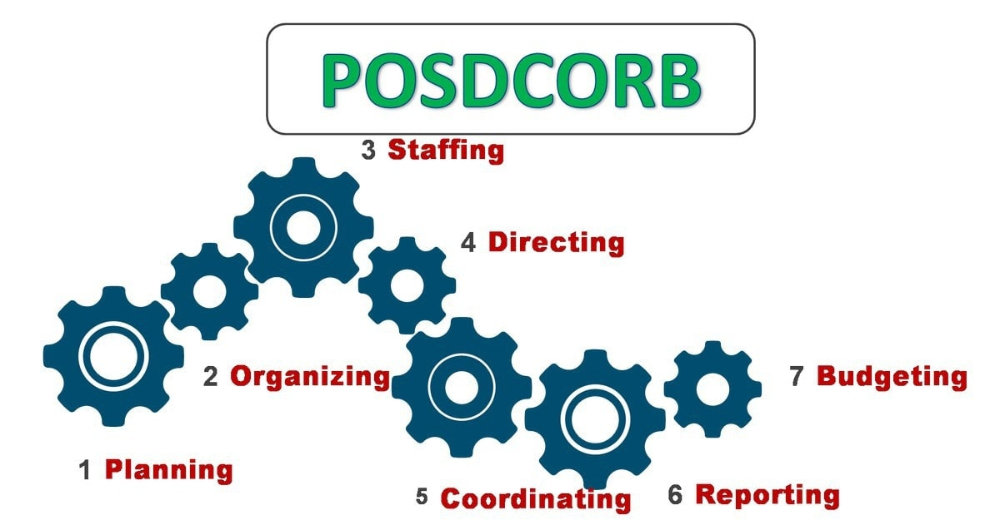 POSDCORB
3 Staffing
4 Directing
2 Organizing
7 Budgeting
1 Planning
5 Coordinating
6 Reporting